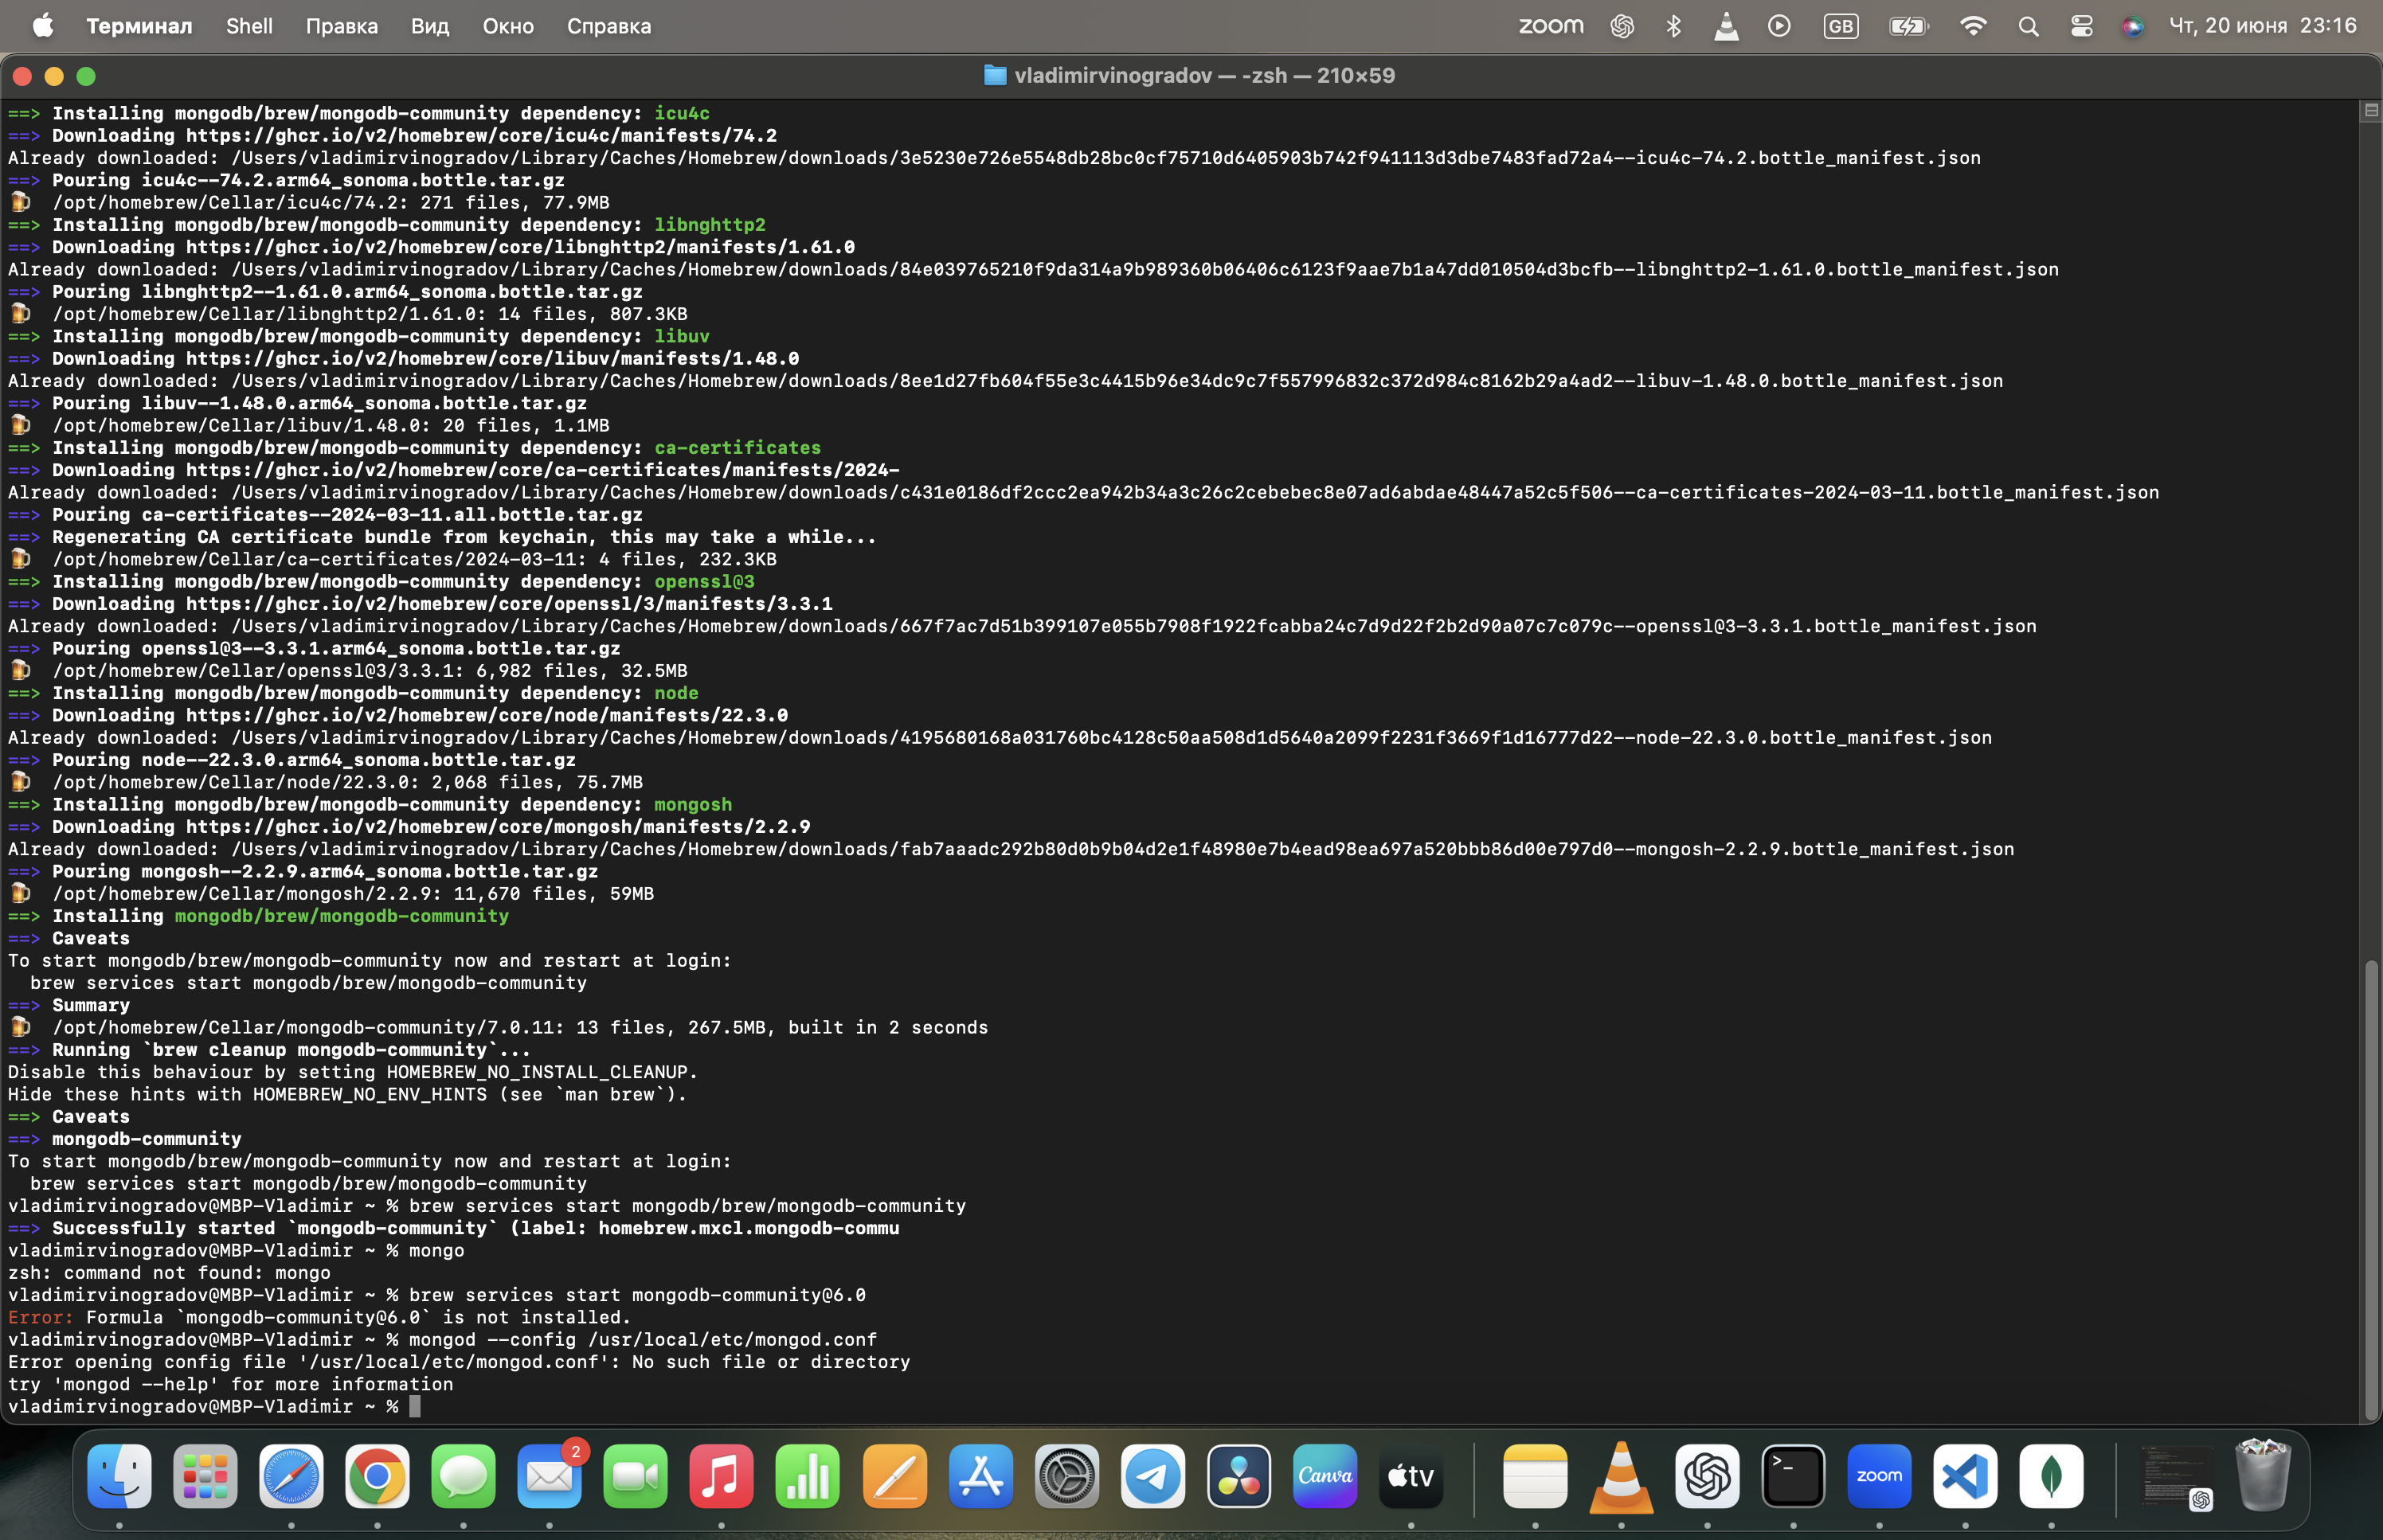 Терминал Shell Правка Вид Окно Справка zoom GB Чт, 20 июня 23:16
vladimirvinogradov — -zsh — 210×59
==> Installing mongodb/brew/mongodb-community dependency: icu4c
==> Downloading https://ghcr.io/v2/homebrew/core/icu4c/manifests/74.2
Already downloaded: /Users/vladimirvinogradov/Library/Caches/Homebrew/downloads/3e5230e726e5548db28bc0cf75710d6405903b742f941113d3dbe7483fad72a4--icu4c-74.2.bottle_manifest.json
==> Pouring icu4c--74.2.arm64_sonoma.bottle.tar.gz
🍺  /opt/homebrew/Cellar/icu4c/74.2: 271 files, 77.9MB
==> Installing mongodb/brew/mongodb-community dependency: libnghttp2
==> Downloading https://ghcr.io/v2/homebrew/core/libnghttp2/manifests/1.61.0
Already downloaded: /Users/vladimirvinogradov/Library/Caches/Homebrew/downloads/84e039765210f9da314a9b989360b06406c6123f9aae7b1a47dd010504d3bcfb--libnghttp2-1.61.0.bottle_manifest.json
==> Pouring libnghttp2--1.61.0.arm64_sonoma.bottle.tar.gz
🍺  /opt/homebrew/Cellar/libnghttp2/1.61.0: 14 files, 807.3KB
==> Installing mongodb/brew/mongodb-community dependency: libuv
==> Downloading https://ghcr.io/v2/homebrew/core/libuv/manifests/1.48.0
Already downloaded: /Users/vladimirvinogradov/Library/Caches/Homebrew/downloads/8ee1d27fb604f55e3c4415b96e34dc9c7f557996832c372d984c8162b29a4ad2--libuv-1.48.0.bottle_manifest.json
==> Pouring libuv--1.48.0.arm64_sonoma.bottle.tar.gz
🍺  /opt/homebrew/Cellar/libuv/1.48.0: 20 files, 1.1MB
==> Installing mongodb/brew/mongodb-community dependency: ca-certificates
==> Downloading https://ghcr.io/v2/homebrew/core/ca-certificates/manifests/2024-
Already downloaded: /Users/vladimirvinogradov/Library/Caches/Homebrew/downloads/c431e0186df2ccc2ea942b34a3c26c2cebebec8e07ad6abdae48447a52c5f506--ca-certificates-2024-03-11.bottle_manifest.json
==> Pouring ca-certificates--2024-03-11.all.bottle.tar.gz
==> Regenerating CA certificate bundle from keychain, this may take a while...
🍺  /opt/homebrew/Cellar/ca-certificates/2024-03-11: 4 files, 232.3KB
==> Installing mongodb/brew/mongodb-community dependency: openssl@3
==> Downloading https://ghcr.io/v2/homebrew/core/openssl/3/manifests/3.3.1
Already downloaded: /Users/vladimirvinogradov/Library/Caches/Homebrew/downloads/667f7ac7d51b399107e055b7908f1922fcabba24c7d9d22f2b2d90a07c7c079c--openssl@3-3.3.1.bottle_manifest.json
==> Pouring openssl@3--3.3.1.arm64_sonoma.bottle.tar.gz
🍺  /opt/homebrew/Cellar/openssl@3/3.3.1: 6,982 files, 32.5MB
==> Installing mongodb/brew/mongodb-community dependency: node
==> Downloading https://ghcr.io/v2/homebrew/core/node/manifests/22.3.0
Already downloaded: /Users/vladimirvinogradov/Library/Caches/Homebrew/downloads/4195680168a031760bc4128c50aa508d1d5640a2099f2231f3669f1d16777d22--node-22.3.0.bottle_manifest.json
==> Pouring node--22.3.0.arm64_sonoma.bottle.tar.gz
🍺  /opt/homebrew/Cellar/node/22.3.0: 2,068 files, 75.7MB
==> Installing mongodb/brew/mongodb-community dependency: mongosh
==> Downloading https://ghcr.io/v2/homebrew/core/mongosh/manifests/2.2.9
Already downloaded: /Users/vladimirvinogradov/Library/Caches/Homebrew/downloads/fab7aaadc292b80d0b9b04d2e1f48980e7b4ead98ea697a520bbb86d00e797d0--mongosh-2.2.9.bottle_manifest.json
==> Pouring mongosh--2.2.9.arm64_sonoma.bottle.tar.gz
🍺  /opt/homebrew/Cellar/mongosh/2.2.9: 11,670 files, 59MB
==> Installing mongodb/brew/mongodb-community
==> Caveats
To start mongodb/brew/mongodb-community now and restart at login:
  brew services start mongodb/brew/mongodb-community
==> Summary
🍺  /opt/homebrew/Cellar/mongodb-community/7.0.11: 13 files, 267.5MB, built in 2 seconds
==> Running `brew cleanup mongodb-community`...
Disable this behaviour by setting HOMEBREW_NO_INSTALL_CLEANUP.
Hide these hints with HOMEBREW_NO_ENV_HINTS (see `man brew`).
==> Caveats
==> mongodb-community
To start mongodb/brew/mongodb-community now and restart at login:
  brew services start mongodb/brew/mongodb-community
vladimirvinogradov@MBP-Vladimir ~ % brew services start mongodb/brew/mongodb-community
==> Successfully started `mongodb-community` (label: homebrew.mxcl.mongodb-commu
vladimirvinogradov@MBP-Vladimir ~ % mongo
zsh: command not found: mongo
vladimirvinogradov@MBP-Vladimir ~ % brew services start mongodb-community@6.0
Error: Formula `mongodb-community@6.0` is not installed.
vladimirvinogradov@MBP-Vladimir ~ % mongod --config /usr/local/etc/mongod.conf
Error opening config file '/usr/local/etc/mongod.conf': No such file or directory
try 'mongod --help' for more information
vladimirvinogradov@MBP-Vladimir ~ %
2 Canva tv >_ zoom